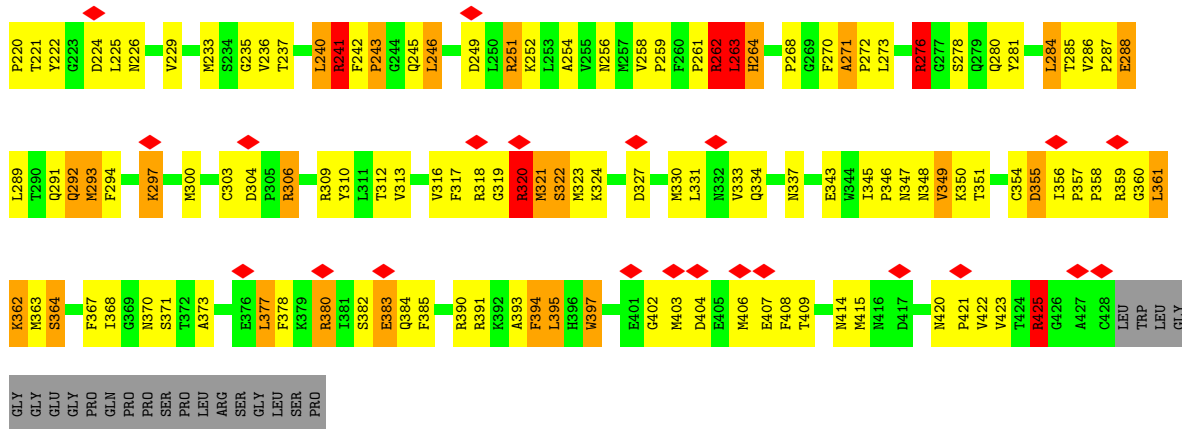 P220 T221 Y222 G223 D224 L225 N226 V229 M233 S234 G235 V236 T237 L240 R241 F242 P243 G244 Q245 L246 D249 L250 R251 K252 L253 A254 V255 N256 M257 V258 P259 F260 P261 R262 L263 H264 P268 G269 F270 A271 P272 L273 R276 G277 S278 Q279 Q280 Y281 L284 T285 V286 P287 E288
L289 T290 Q291 Q292 M293 F294 K297 M300 C303 D304 P305 R306 R309 Y310 L311 T312 V313 V316 F317 R318 G319 R320 M321 S322 M323 K324 D327 M330 L331 N332 V333 Q334 N337 E343 W344 I345 P346 N347 N348 V349 K350 T351 C354 D355 I356 P357 P358 R359 G360 L361
K362 M363 S364 F367 I368 G369 N370 S371 T372 A373 E376 L377 F378 K379 R380 I381 S382 E383 Q384 F385 R390 R391 K392 A393 F394 L395 H396 W397 E401 G402 M403 D404 E405 M406 E407 F408 T409 N414 M415 N416 D417 N420 P421 V422 V423 T424 R425 G426 A427 C428 LEU TRP LEU GLY
GLY GLY GLU GLY PRO GLN PRO PRO SER PRO LEU ARG SER GLY LEU SER PRO